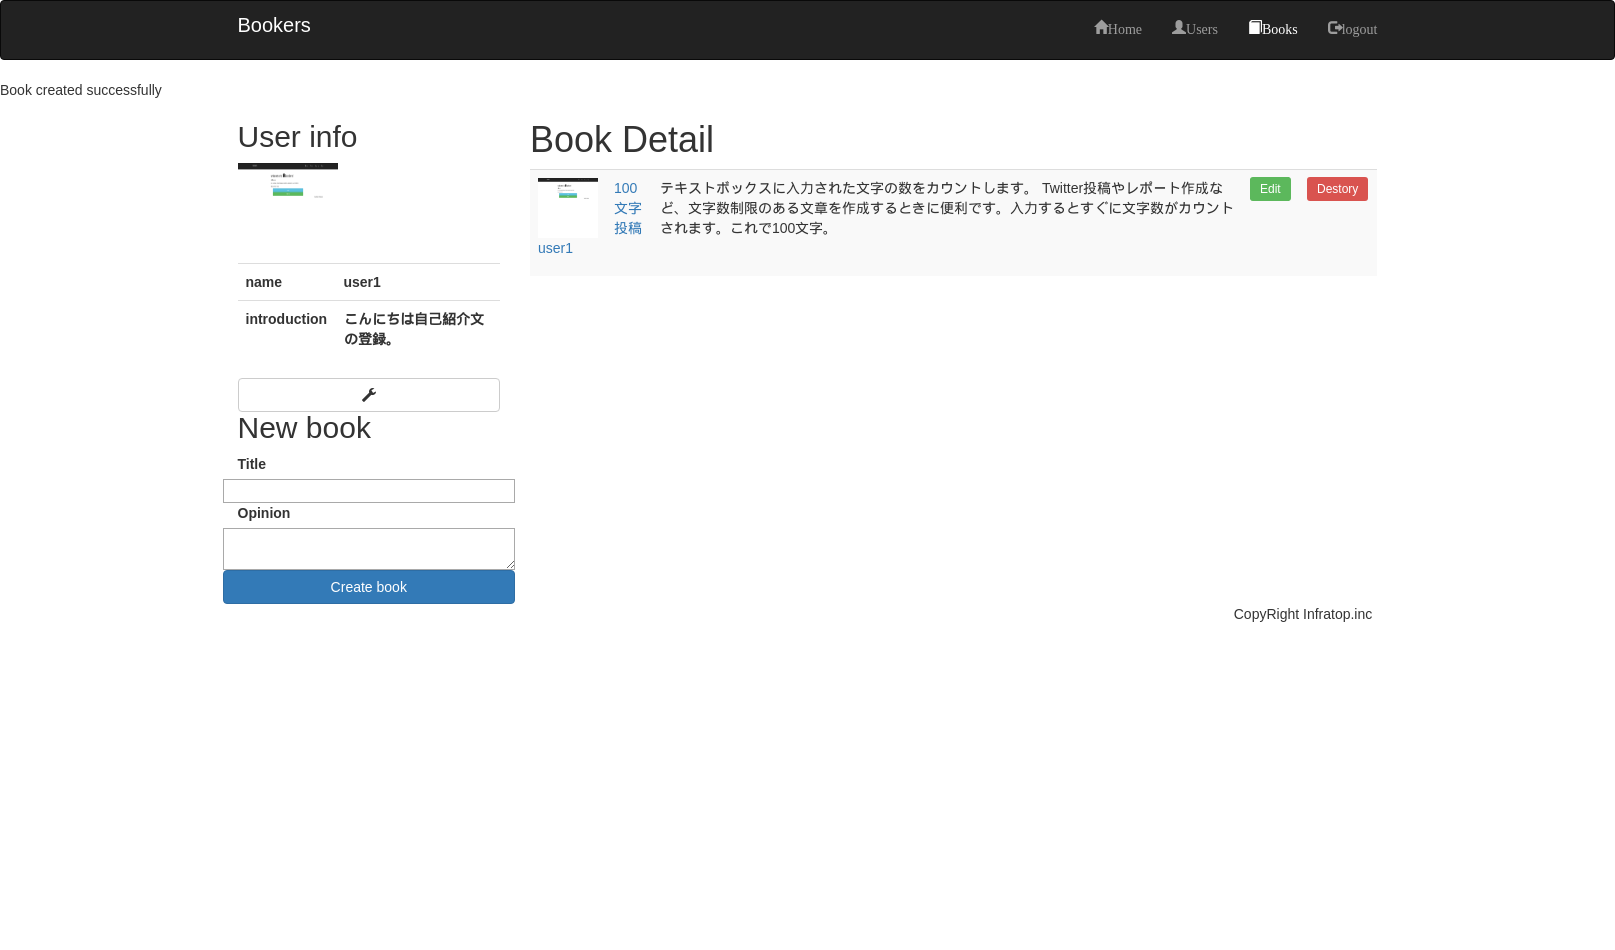 Bookers
Home Users Books logout
Book created successfully
User info
name user1
introduction こんにちは自己紹介文
の登録。
New book
Title
Opinion
Create book
Book Detail
user1
100
文字
投稿
テキストボックスに入力された文字の数をカウントします。 Twitter投稿やレポート作成な
ど、文字数制限のある文章を作成するときに便利です。入力するとすぐに文字数がカウント
されます。これで100文字。
Edit Destory
CopyRight Infratop.inc